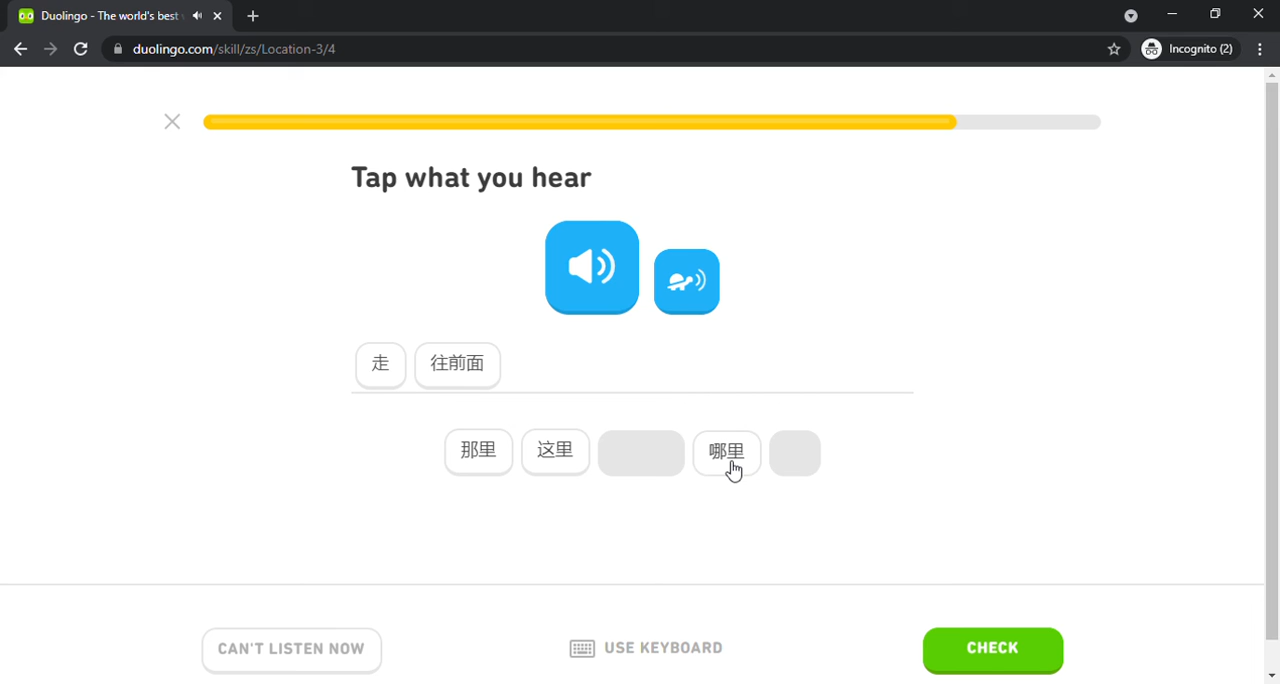 Duolingo - The world's best
duolingo.com/skill/zs/Location-3/4
Incognito (2)
Tap what you hear
走 往前面
那里 这里 哪里
CAN'T LISTEN NOW
USE KEYBOARD
CHECK